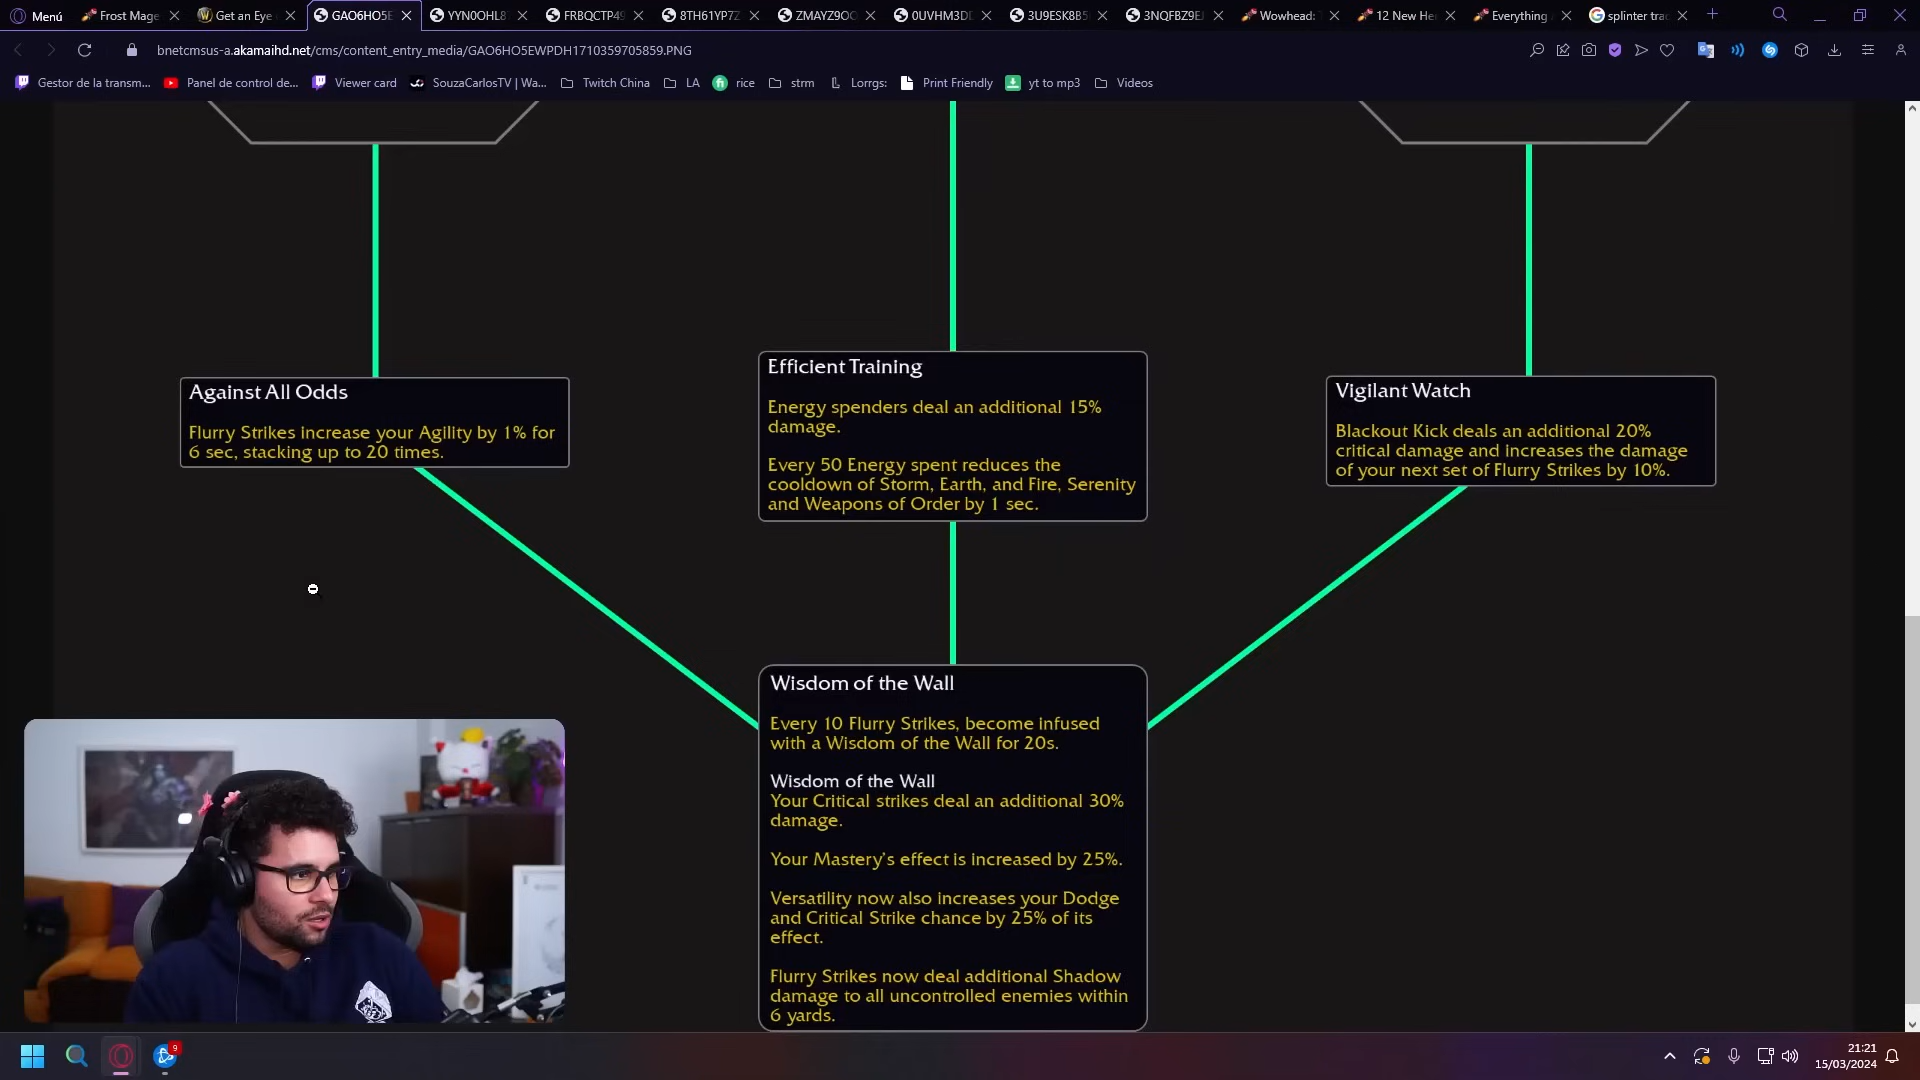 Menú
Frost Mage
Get an Eye
GAO6HO5E
YYN0OHL8
FRBQCTP49
8TH61YP7Z
ZMAYZ9OC
0UVHM3DD
3U9ESK8B5
3NQFBZ9E
Wowhead:
12 New He
Everything
splinter trac
bnetcmsus-a.akamaihd.net/cms/content_entry_media/GAO6HO5EWPDH1710359705859.PNG
Gestor de la transm...
Panel de control de...
Viewer card
SouzaCarlosTV | Wa...
Twitch China
LA
rice
strm
Lorrgs:
Print Friendly
yt to mp3
Videos
Against All Odds
Flurry Strikes increase your Agility by 1% for
6 sec, stacking up to 20 times.
Efficient Training
Energy spenders deal an additional 15%
damage.
Every 50 Energy spent reduces the
cooldown of Storm, Earth, and Fire, Serenity
and Weapons of Order by 1 sec.
Vigilant Watch
Blackout Kick deals an additional 20%
critical damage and increases the damage
of your next set of Flurry Strikes by 10%.
Wisdom of the Wall
Every 10 Flurry Strikes, become infused
with a Wisdom of the Wall for 20s.
Wisdom of the Wall
Your Critical strikes deal an additional 30%
damage.
Your Mastery's effect is increased by 25%.
Versatility now also increases your Dodge
and Critical Strike chance by 25% of its
effect.
Flurry Strikes now deal additional Shadow
damage to all uncontrolled enemies within
6 yards.
9
21:21
15/03/2024